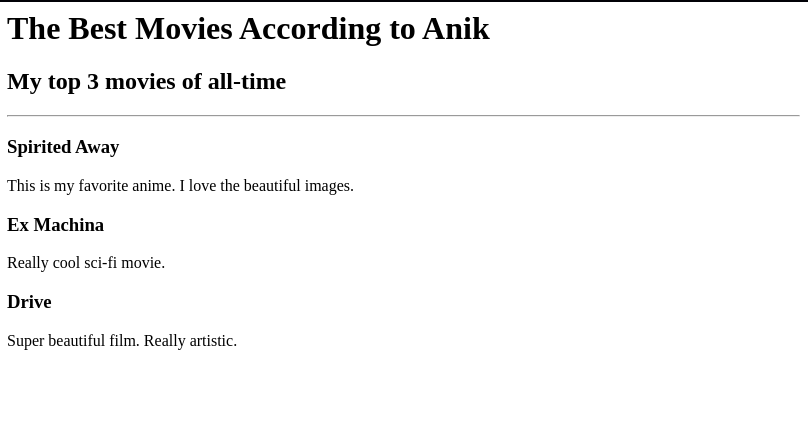 The Best Movies According to Anik
My top 3 movies of all-time
Spirited Away
This is my favorite anime. I love the beautiful images.
Ex Machina
Really cool sci-fi movie.
Drive
Super beautiful film. Really artistic.